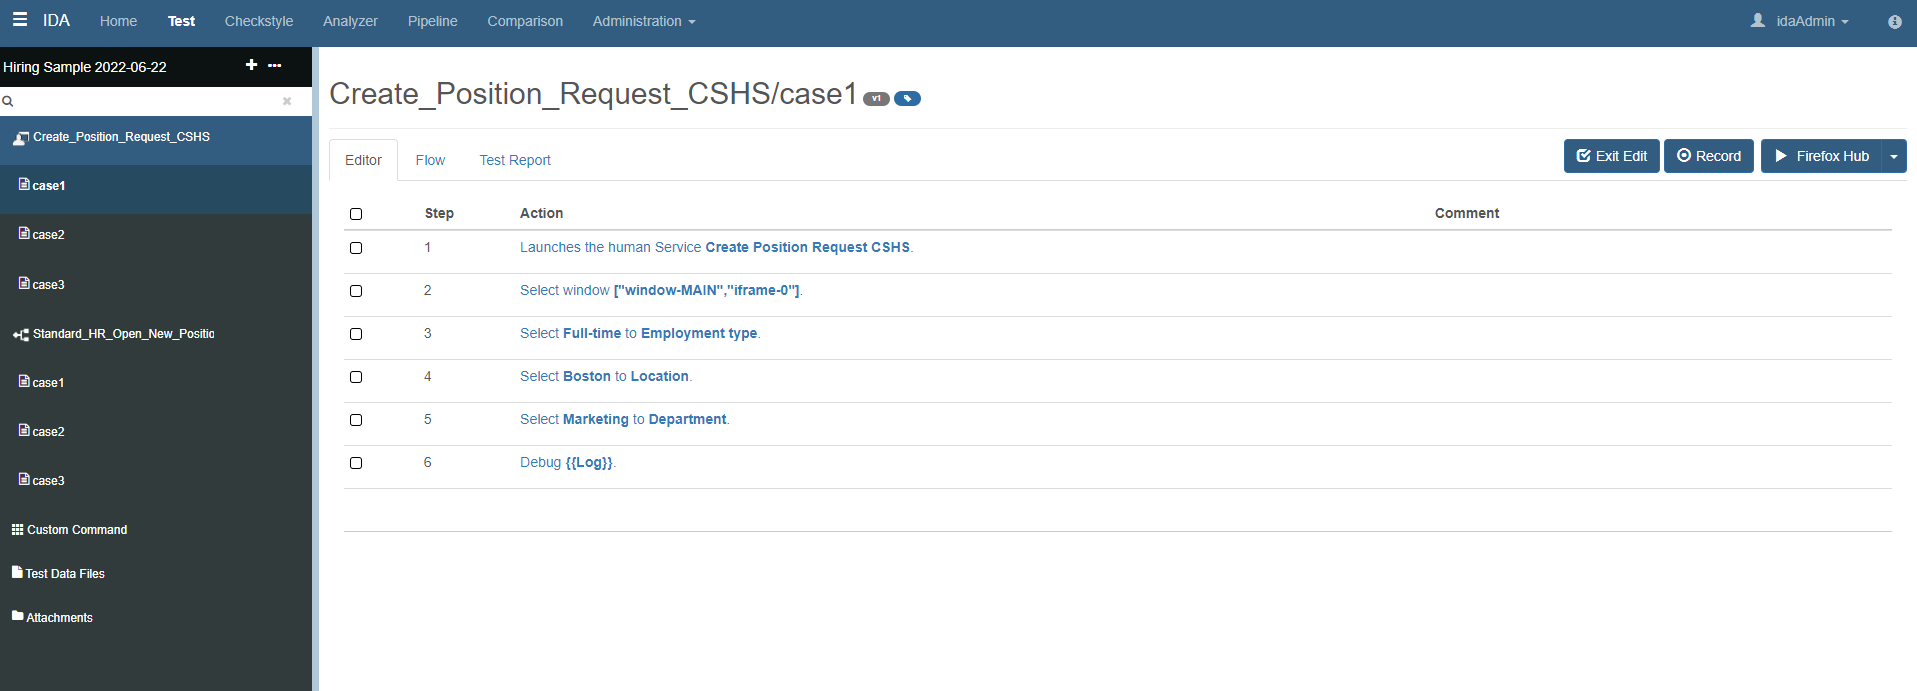 IDA Home Test Checkstyle Analyzer Pipeline Comparison Administration idaAdmin
Hiring Sample 2022-06-22
Create_Position_Request_CSHS
case1
case2
case3
Standard_HR_Open_New_Positio
case1
case2
case3
Custom Command
Test Data Files
Attachments
Create_Position_Request_CSHS/case1 v1
Editor Flow Test Report Exit Edit Record Firefox Hub
Step Action Comment
1 Launches the human Service Create Position Request CSHS.
2 Select window ["window-MAIN","iframe-0"].
3 Select Full-time to Employment type.
4 Select Boston to Location.
5 Select Marketing to Department.
6 Debug {{Log}}.